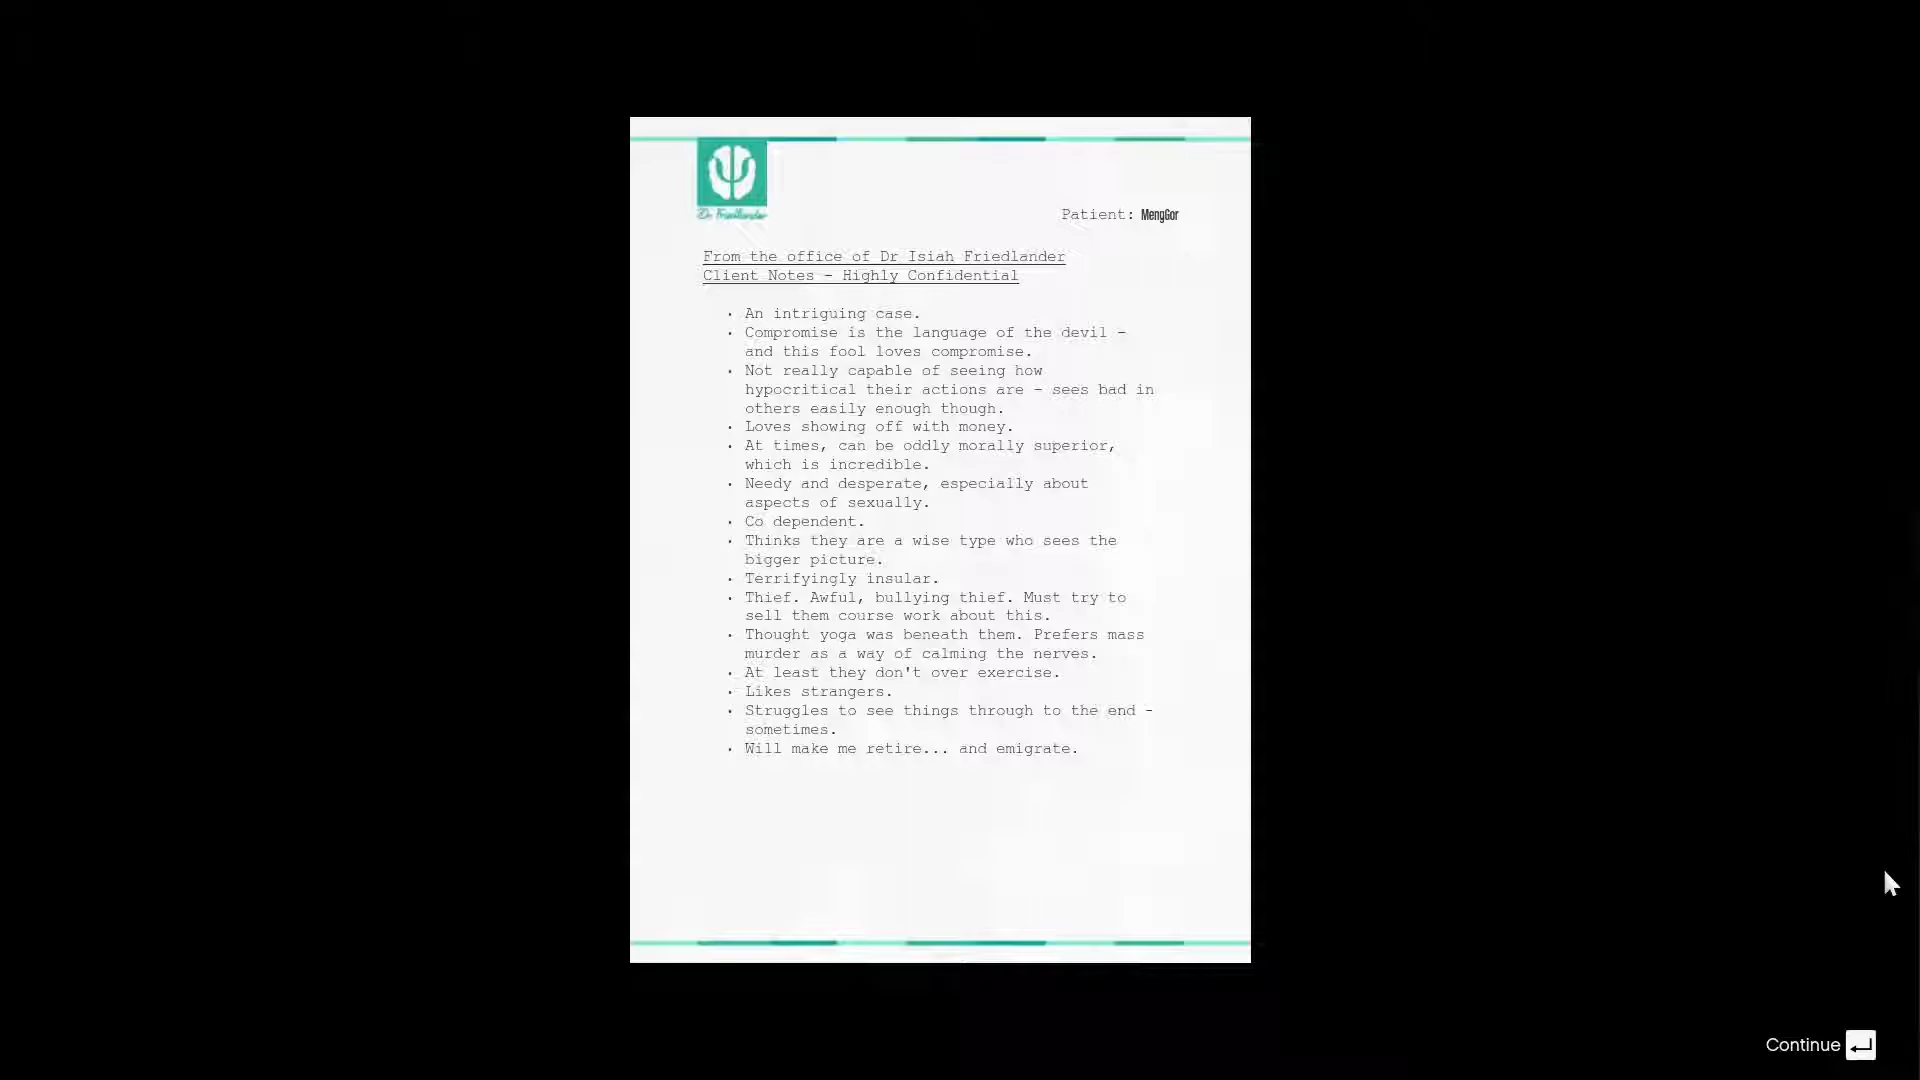 Dr Friedlander
Patient: MengGor
From the office of Dr Isiah Friedlander
Client Notes - Highly Confidential
· An intriguing case.
· Compromise is the language of the devil -
and this fool loves compromise.
· Not really capable of seeing how
hypocritical their actions are - sees bad in
others easily enough though.
· Loves showing off with money.
· At times, can be oddly morally superior,
which is incredible.
· Needy and desperate, especially about
aspects of sexually.
· Co dependent.
· Thinks they are a wise type who sees the
bigger picture.
· Terrifyingly insular.
· Thief. Awful, bullying thief. Must try to
sell them course work about this.
· Thought yoga was beneath them. Prefers mass
murder as a way of calming the nerves.
· At least they don't over exercise.
· Likes strangers.
· Struggles to see things through to the end -
sometimes.
· Will make me retire... and emigrate.
Continue